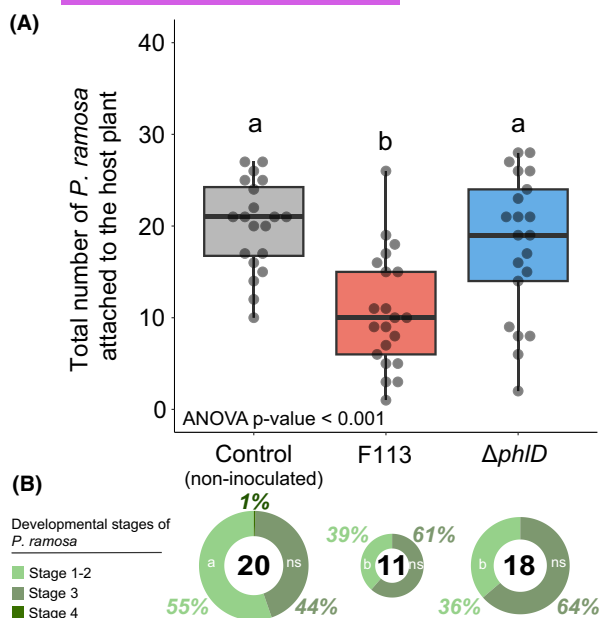 (A)
Total number of P. ramosa
attached to the host plant
40
30
20
10
0
a
b
a
ANOVA p-value < 0.001
Control
(non-inoculated)
F113
ΔphlD
(B)
Developmental stages of
P. ramosa
Stage 1-2
Stage 3
Stage 4
1%
a
20
ns
55%
44%
39%
61%
b
11
ns
b
18
ns
36%
64%